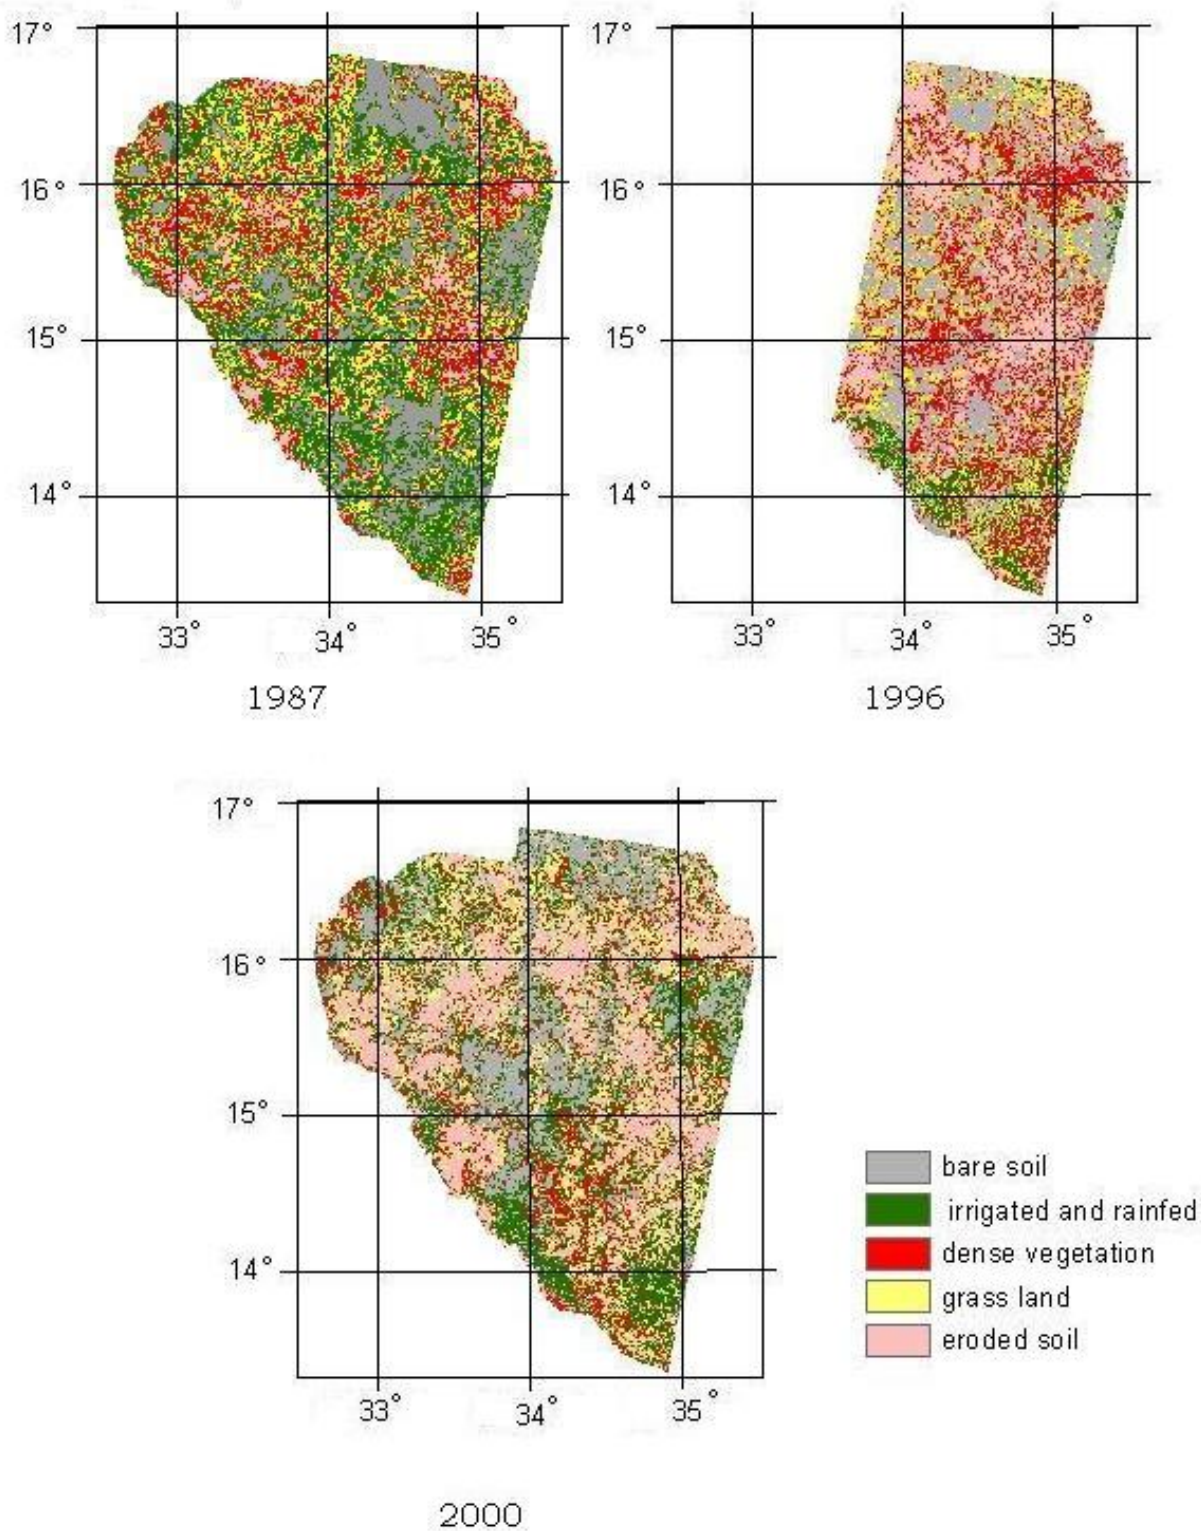 17° 17°
16° 16°
15° 15°
14° 14°
33° 34° 35° 33° 34° 35°
1987 1996
17°
16°
15°
14°
33° 34° 35°
bare soil
irrigated and rainfed
dense vegetation
grass land
eroded soil
2000